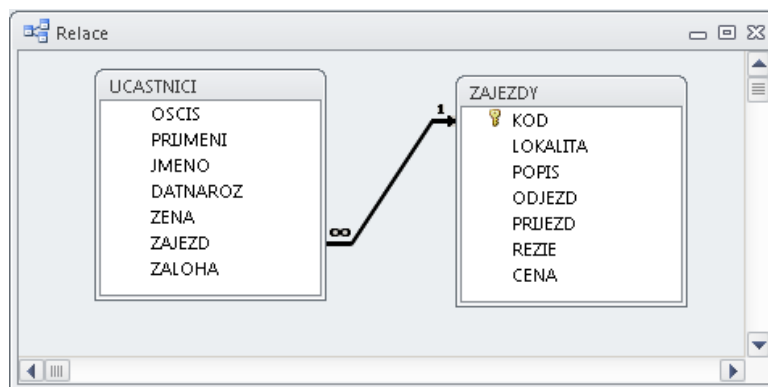 Relace
UCASTNICI
OSCIS
PRIJMENI
JMENO
DATNAROZ
ZENA
ZAJEZD
ZALOHA
∞
1
ZAJEZDY
KOD
LOKALITA
POPIS
ODJEZD
PRIJEZD
REZIE
CENA